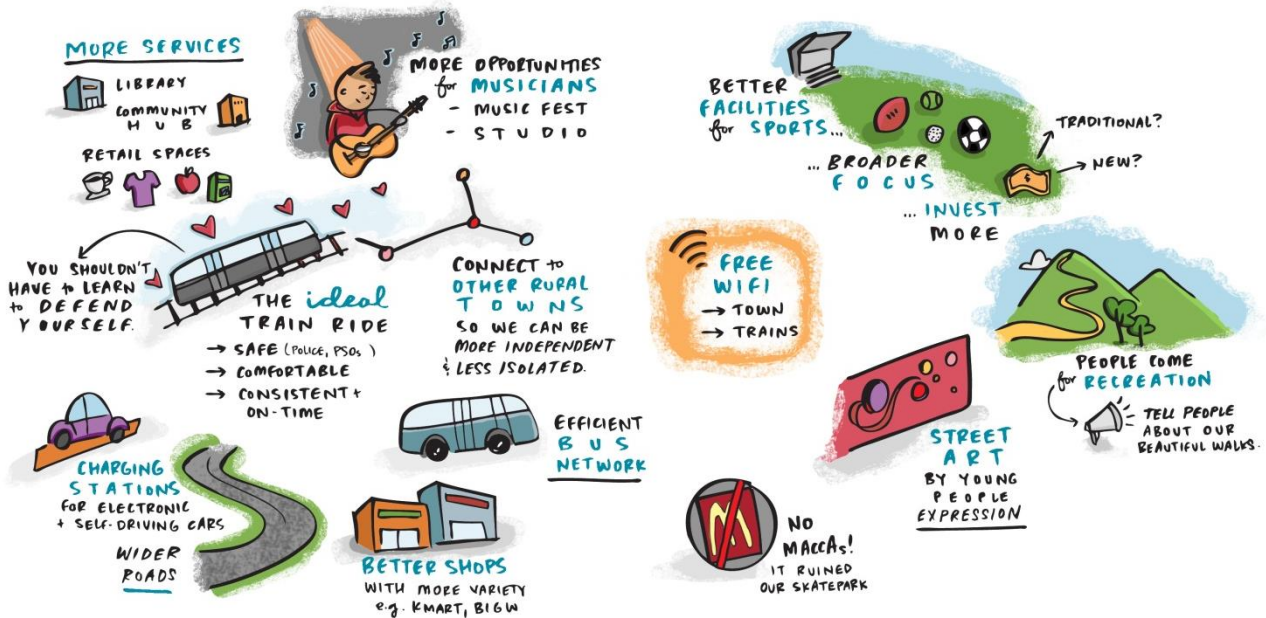 MORE SERVICES
LIBRARY
COMMUNITY
HUB
RETAIL SPACES
MORE OPPORTUNITIES
for MUSICIANS
- MUSIC FEST
- STUDIO
YOU SHOULDN'T
HAVE to LEARN
to DEFEND
YOURSELF.
THE ideal
TRAIN RIDE
→ SAFE (POLICE, PSOs)
→ COMFORTABLE
→ CONSISTENT +
ON-TIME
CONNECT to
OTHER RURAL
TOWNS
SO WE CAN BE
MORE INDEPENDENT
& LESS ISOLATED.
CHARGING
STATIONS
FOR ELECTRONIC
+ SELF-DRIVING CARS
WIDER
ROADS
EFFICIENT
BUS
NETWORK
BETTER SHOPS
WITH MORE VARIETY
e.g. KMART, BIGW
BETTER
FACILITIES
for SPORTS...
... BROADER
FOCUS
... INVEST
MORE
$
TRADITIONAL?
NEW?
FREE
WIFI
→ TOWN
→ TRAINS
PEOPLE COME
for RECREATION
TELL PEOPLE
ABOUT OUR
BEAUTIFUL WALKS.
STREET
ART
BY YOUNG
PEOPLE
EXPRESSION
M
NO
MACCAs!
IT RUINED
OUR SKATEPARK